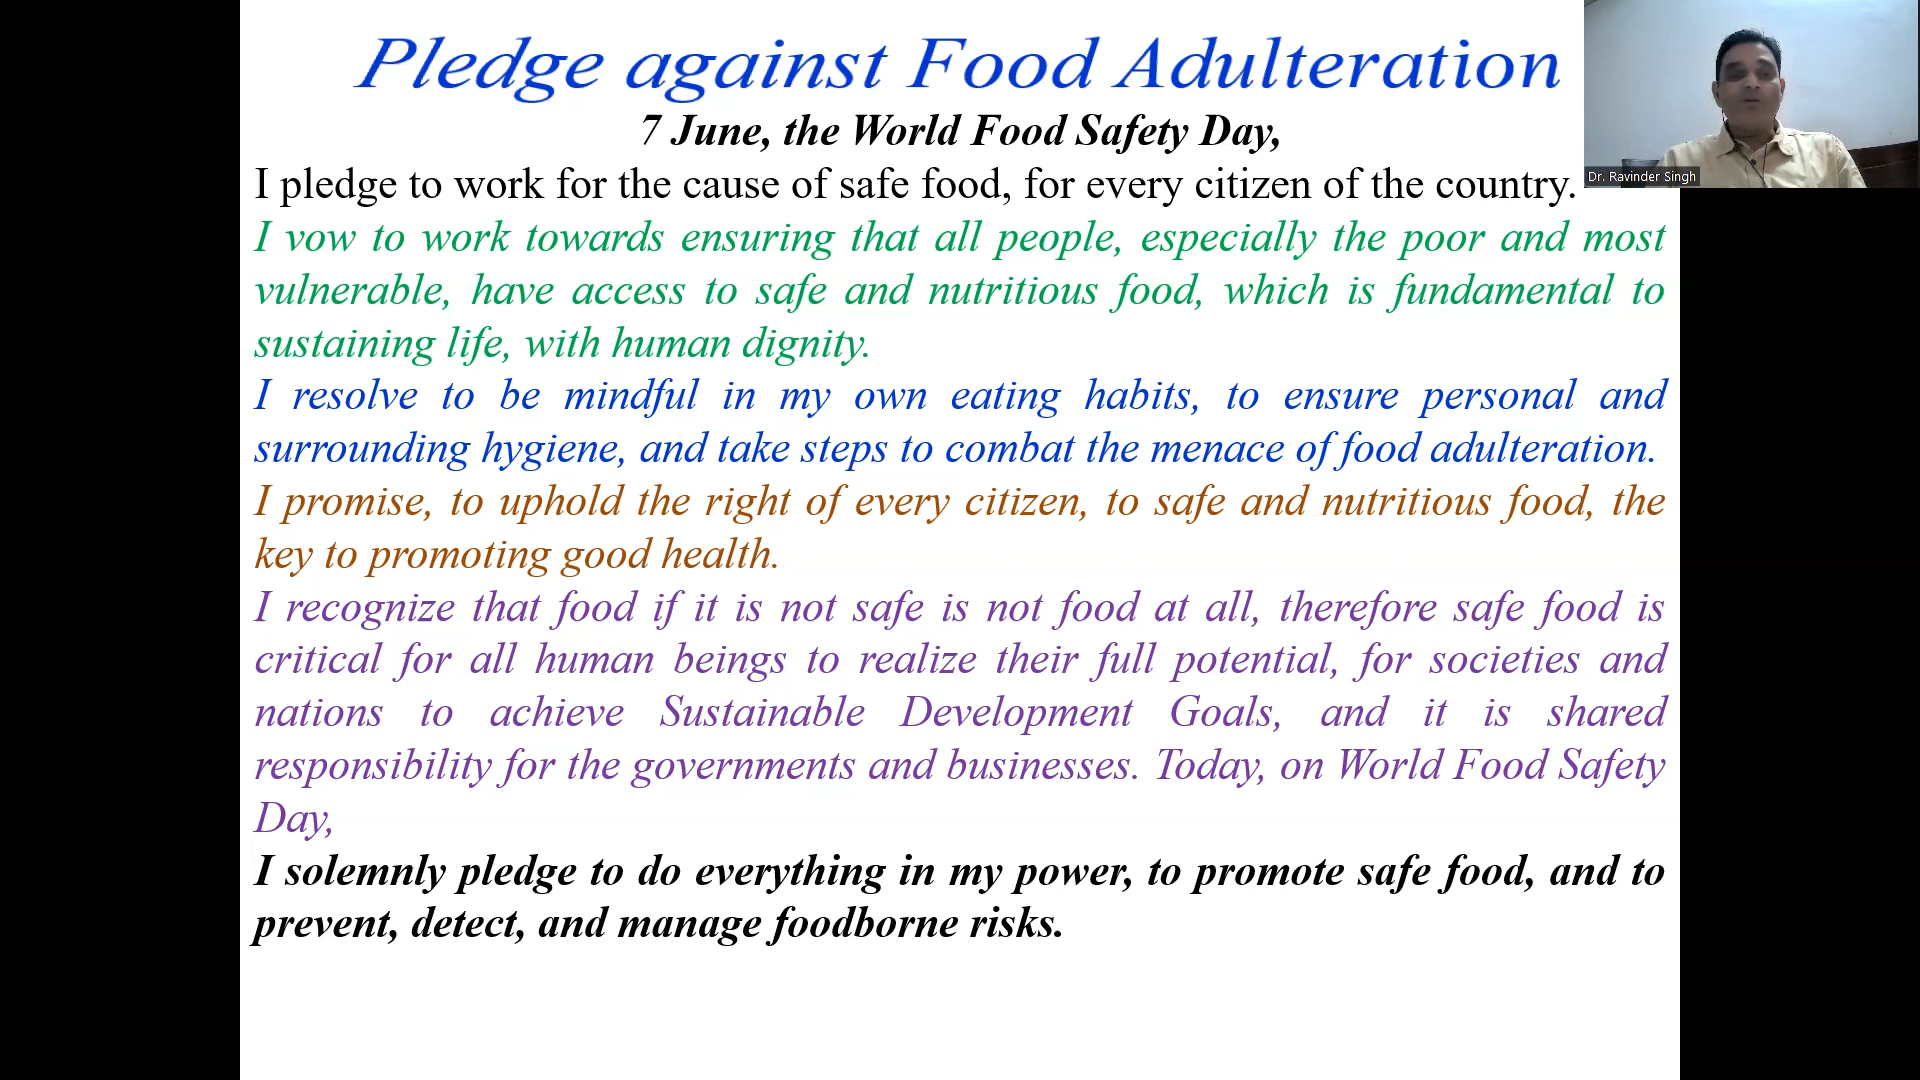 Pledge against Food Adulteration
7 June, the World Food Safety Day,
I pledge to work for the cause of safe food, for every citizen of the country.
Dr. Ravinder Singh
I vow to work towards ensuring that all people, especially the poor and most
vulnerable, have access to safe and nutritious food, which is fundamental to
sustaining life, with human dignity.
I resolve to be mindful in my own eating habits, to ensure personal and
surrounding hygiene, and take steps to combat the menace of food adulteration.
I promise, to uphold the right of every citizen, to safe and nutritious food, the
key to promoting good health.
I recognize that food if it is not safe is not food at all, therefore safe food is
critical for all human beings to realize their full potential, for societies and
nations to achieve Sustainable Development Goals, and it is shared
responsibility for the governments and businesses. Today, on World Food Safety
Day,
I solemnly pledge to do everything in my power, to promote safe food, and to
prevent, detect, and manage foodborne risks.